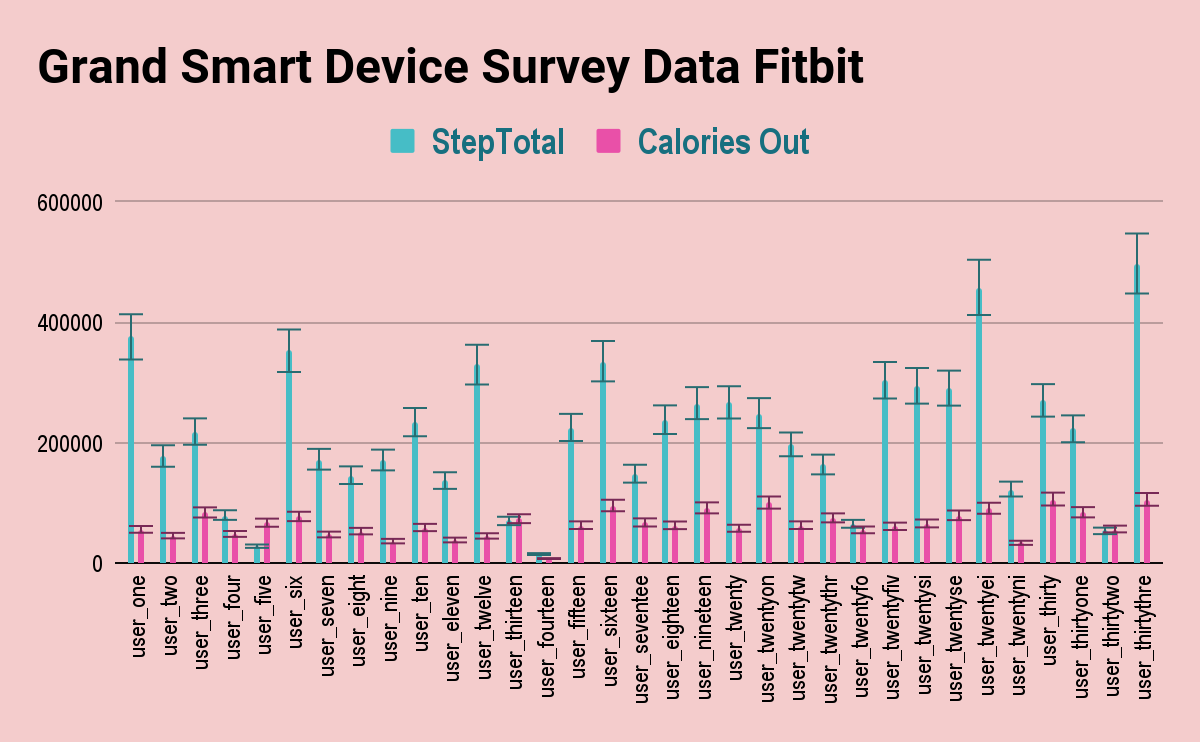 Grand Smart Device Survey Data Fitbit
StepTotal
Calories Out
600000
400000
200000
0
user_one
user_two
user_three
user_four
user_five
user_six
user_seven
user_eight
user_nine
user_ten
user_eleven
user_twelve
user_thirteen
user_fourteen
user_fifteen
user_sixteen
user_seventee
user_eighteen
user_nineteen
user_twenty
user_twentyon
user_twentytw
user_twentythr
user_twentyfo
user_twentyfiv
user_twentysi
user_twentyse
user_twentyei
user_twentyni
user_thirty
user_thirtyone
user_thirtytwo
user_thirtythre